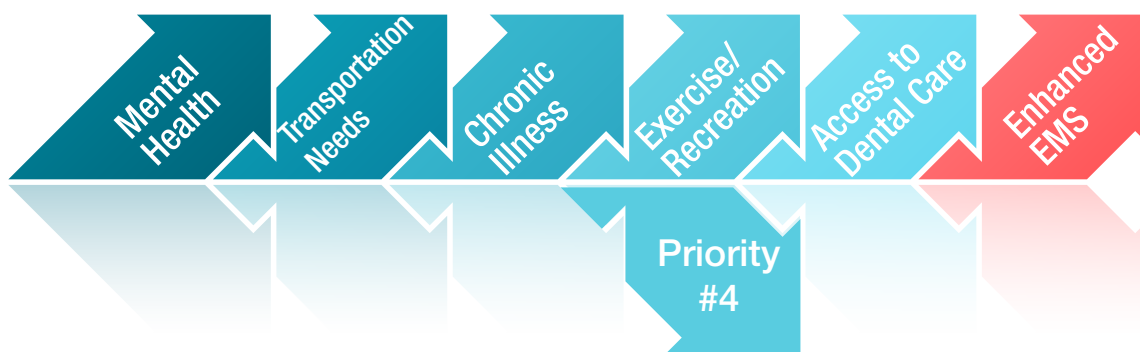 Mental
Health
Transportation
Needs
Chronic
Illness
Exercise/
Recreation
Access to
Dental Care
Enhanced
EMS
Priority
#4